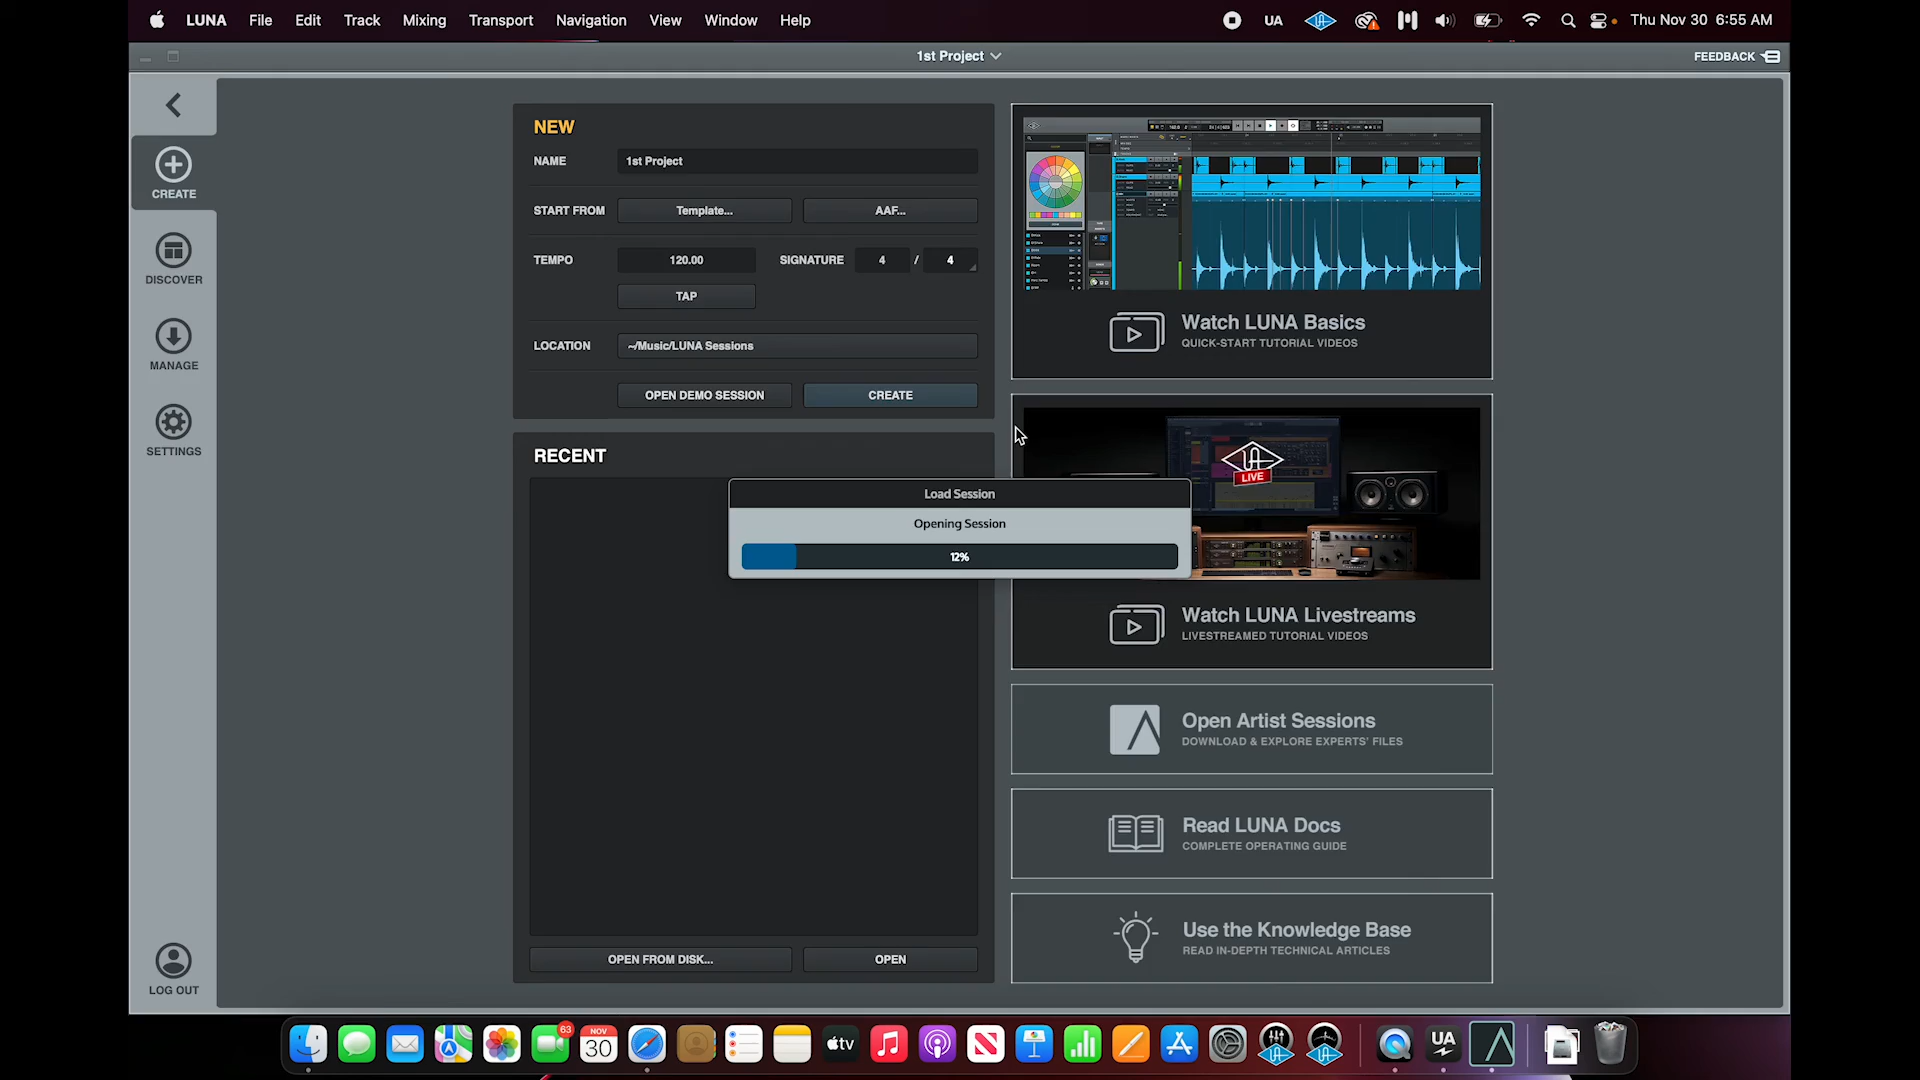 LUNA File Edit Track Mixing Transport Navigation View Window Help
UA
Thu Nov 30 6:55 AM
1st Project
FEEDBACK
CREATE
DISCOVER
MANAGE
SETTINGS
LOG OUT
NEW
NAME 1st Project
START FROM Template... AAF...
TEMPO 120.00 SIGNATURE 4 / 4
TAP
LOCATION ~/Music/LUNA Sessions
OPEN DEMO SESSION CREATE
RECENT
Load Session
Opening Session
12%
OPEN FROM DISK... OPEN
Watch LUNA Basics
QUICK-START TUTORIAL VIDEOS
LIVE
Watch LUNA Livestreams
LIVESTREAMED TUTORIAL VIDEOS
Open Artist Sessions
DOWNLOAD & EXPLORE EXPERTS' FILES
Read LUNA Docs
COMPLETE OPERATING GUIDE
Use the Knowledge Base
READ IN-DEPTH TECHNICAL ARTICLES
63
NOV
30
tv
UA